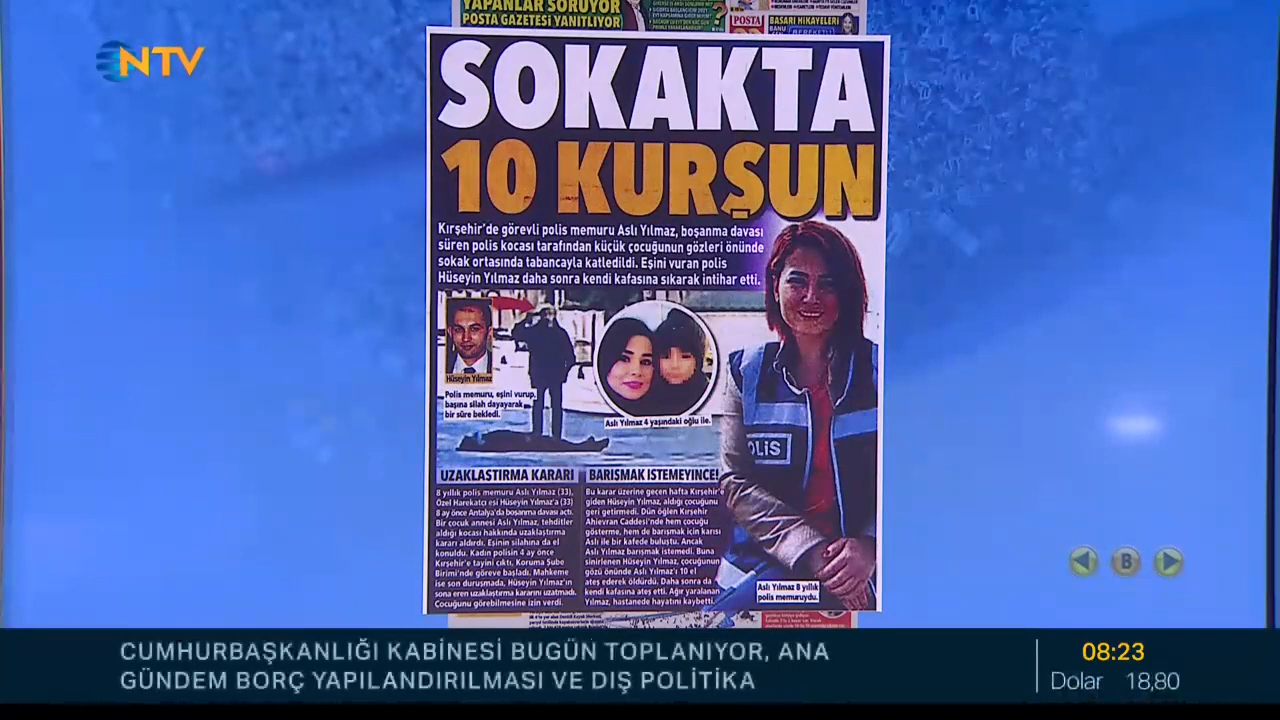 YAPANLAR SORUYOR
POSTA GAZETESİ YANITLIYOR
POSTA
BAŞARI HİKAYELERİ
NTV
SOKAKTA
10 KURŞUN
Kırşehir'de görevli polis memuru Aslı Yılmaz, boşanma davası
süren polis kocası tarafından küçük çocuğunun gözleri önünde
sokak ortasında tabancayla katledildi. Eşini vuran polis
Hüseyin Yılmaz daha sonra kendi kafasına sıkarak intihar etti.
Hüseyin Yılmaz
Polis memuru, eşini vurup,
başına silah dayayarak
bir süre bekledi.
Aslı Yılmaz 4 yaşındaki oğlu ile.
OLİS
UZAKLAŞTIRMA KARARI
8 yıllık polis memuru Aslı Yılmaz (33),
Özel Harekatçı eşi Hüseyin Yılmaz'a (33)
8 ay önce Antalya'da boşanma davası açtı.
Bir çocuk annesi Aslı Yılmaz, tehditler
aldığı kocası hakkında uzaklaştırma
kararı aldırdı. Eşinin silahına da el
konuldu. Kadın polisin 4 ay önce
Kırşehir'e tayini çıktı, Koruma Şube
Birimi'nde göreve başladı. Mahkeme
ise son duruşmada, Hüseyin Yılmaz'ın
sona eren uzaklaştırma kararını uzatmadı.
Çocuğunu görebilmesine izin verdi.
BARIŞMAK İSTEMEYİNCE!
Bu karar üzerine geçen hafta Kırşehir'e
giden Hüseyin Yılmaz, aldığı çocuğunu
geri getirmedi. Dün öğlen Kırşehir
Ahievran Caddesi'nde hem çocuğu
gösterme, hem de barışmak için karısı
Aslı ile bir kafede buluştu. Ancak
Aslı Yılmaz barışmak istemedi. Buna
sinirlenen Hüseyin Yılmaz, çocuğunun
gözü önünde Aslı Yılmaz'ı 10 el
ateş ederek öldürdü. Daha sonra da
kendi kafasına ateş etti. Ağır yaralanan
Yılmaz, hastanede hayatını kaybetti.
Aslı Yılmaz 8 yıllık
polis memuruydu.
B
CUMHURBAŞKANLIĞI KABİNESİ BUGÜN TOPLANIYOR, ANA
GÜNDEM BORÇ YAPILANDIRILMASI VE DIŞ POLİTİKA
08:23
Dolar 18,80